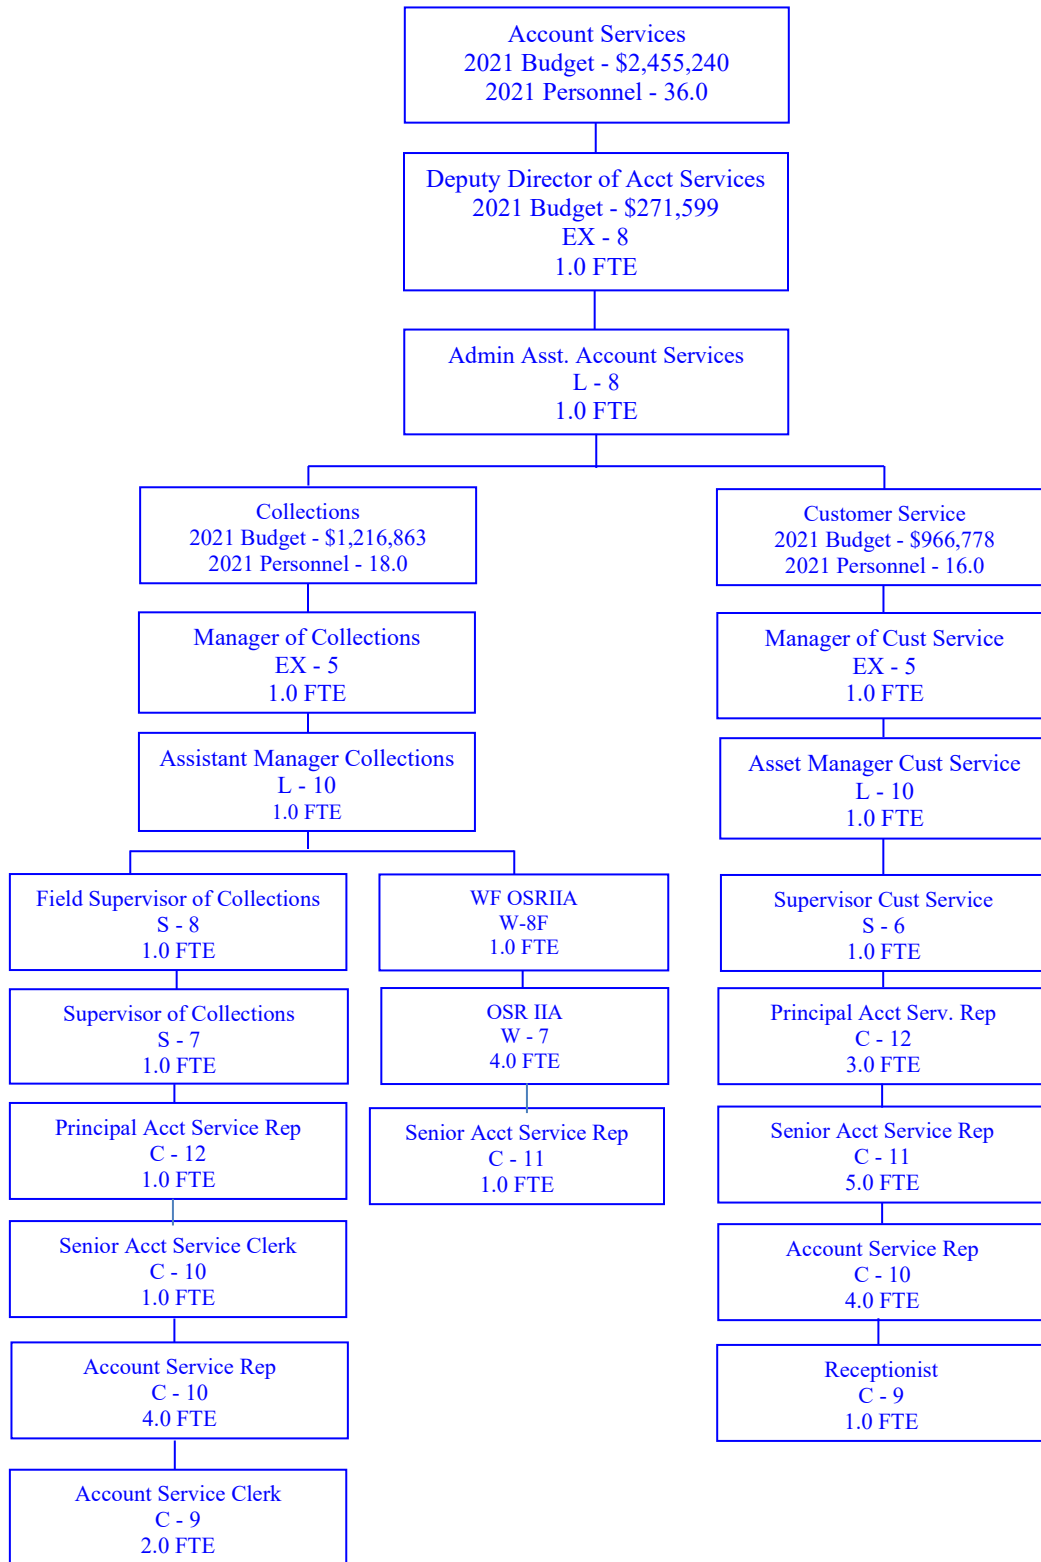 Account Services
2021 Budget - $2,455,240
2021 Personnel - 36.0
Deputy Director of Acct Services
2021 Budget - $271,599
EX - 8
1.0 FTE
Admin Asst. Account Services
L - 8
1.0 FTE
Collections
2021 Budget - $1,216,863
2021 Personnel - 18.0
Manager of Collections
EX - 5
1.0 FTE
Assistant Manager Collections
L - 10
1.0 FTE
Field Supervisor of Collections
S - 8
1.0 FTE
Supervisor of Collections
S - 7
1.0 FTE
Principal Acct Service Rep
C - 12
1.0 FTE
Senior Acct Service Clerk
C - 10
1.0 FTE
Account Service Rep
C - 10
4.0 FTE
Account Service Clerk
C - 9
2.0 FTE
WF OSRIIA
W-8F
1.0 FTE
OSR IIA
W - 7
4.0 FTE
Senior Acct Service Rep
C - 11
1.0 FTE
Customer Service
2021 Budget - $966,778
2021 Personnel - 16.0
Manager of Cust Service
EX - 5
1.0 FTE
Asset Manager Cust Service
L - 10
1.0 FTE
Supervisor Cust Service
S - 6
1.0 FTE
Principal Acct Serv. Rep
C - 12
3.0 FTE
Senior Acct Service Rep
C - 11
5.0 FTE
Account Service Rep
C - 10
4.0 FTE
Receptionist
C - 9
1.0 FTE